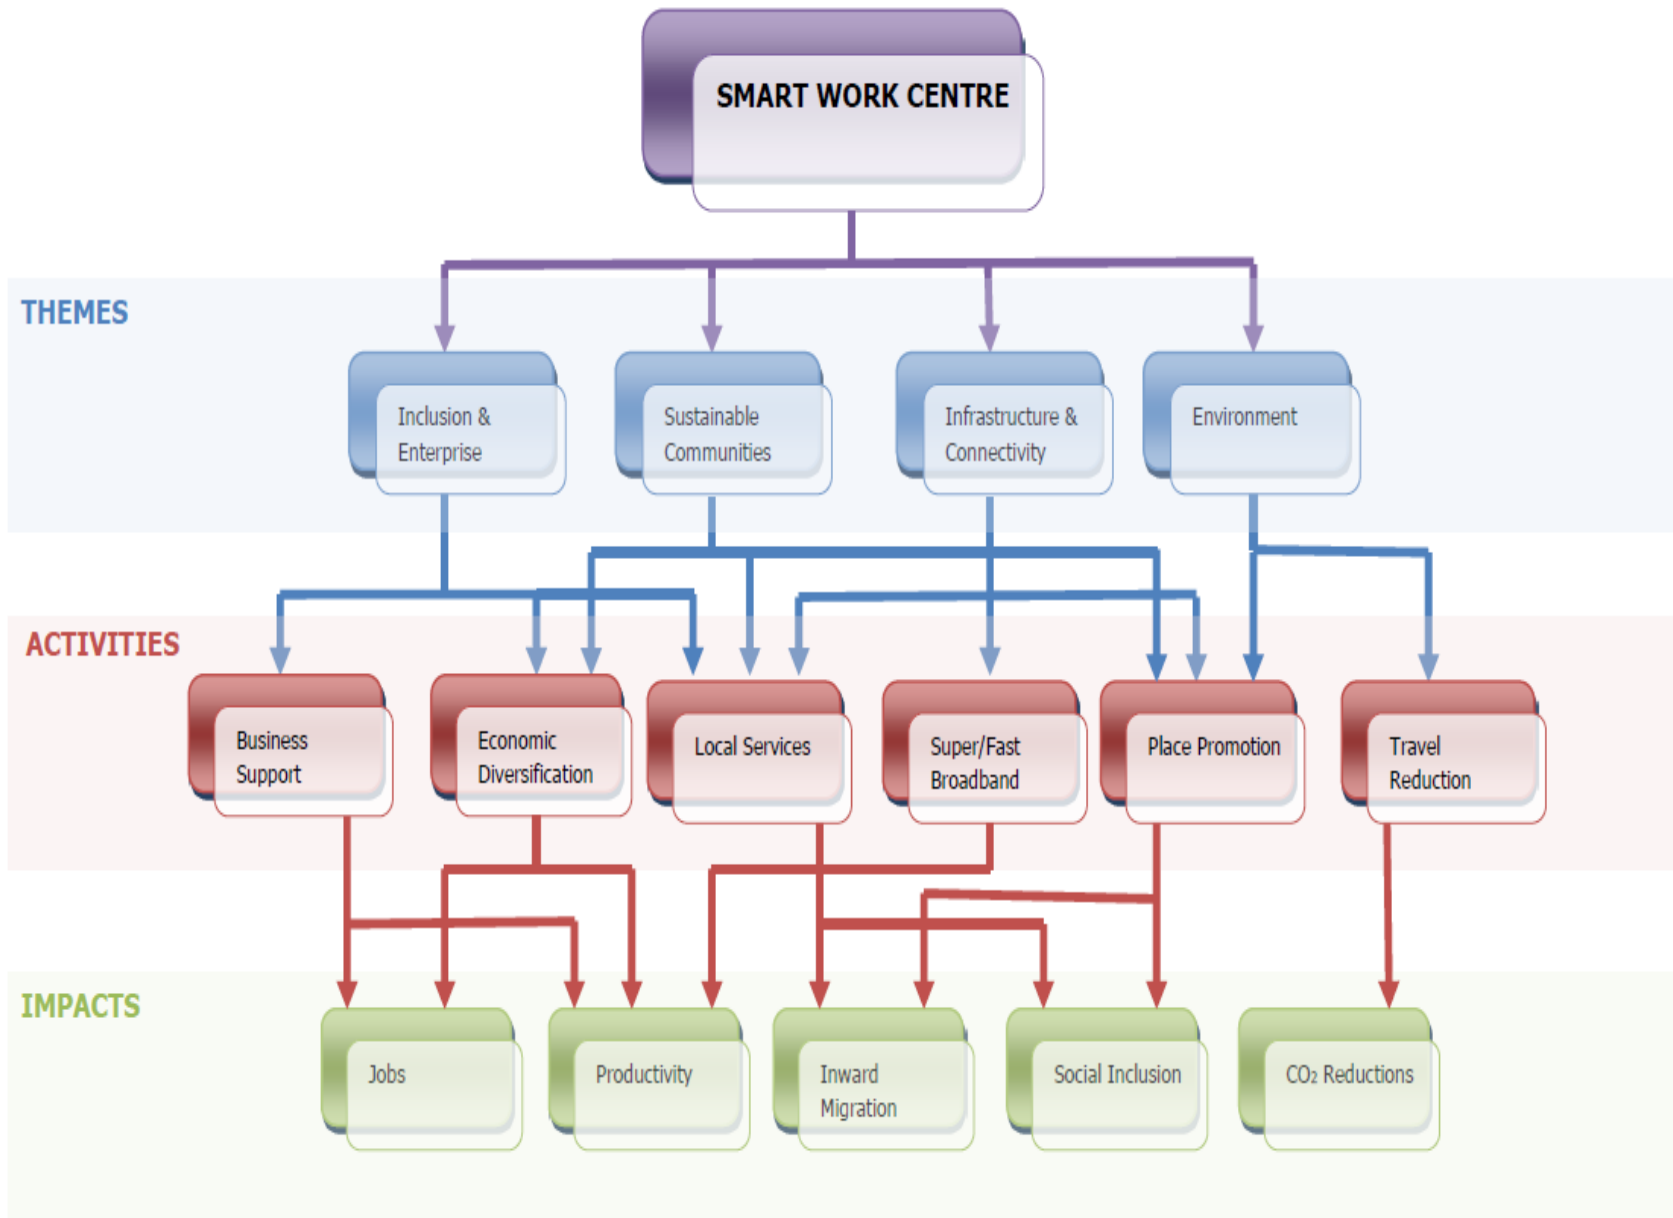 SMART WORK CENTRE
THEMES
Inclusion &
Enterprise
Sustainable
Communities
Infrastructure &
Connectivity
Environment
ACTIVITIES
Business
Support
Economic
Diversification
Local Services
Super/Fast
Broadband
Place Promotion
Travel
Reduction
IMPACTS
Jobs
Productivity
Inward
Migration
Social Inclusion
CO₂ Reductions